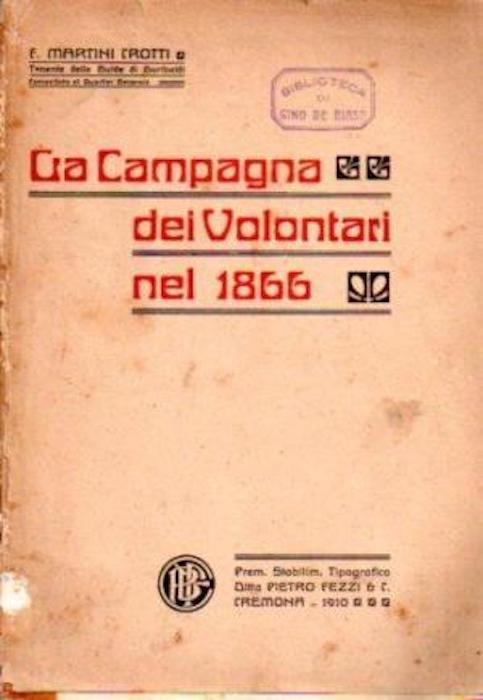 F. MARTINI CROTTI
Tenente delle Guide di Garibaldi
Comandato al Quartier Generale
BIBLIOTECA
DI
GINO DE BIASE
La Campagna
dei Volontari
nel 1866
Prem. Stabilim. Tipografico
Ditta PIETRO FEZZI & C.
CREMONA - 1910